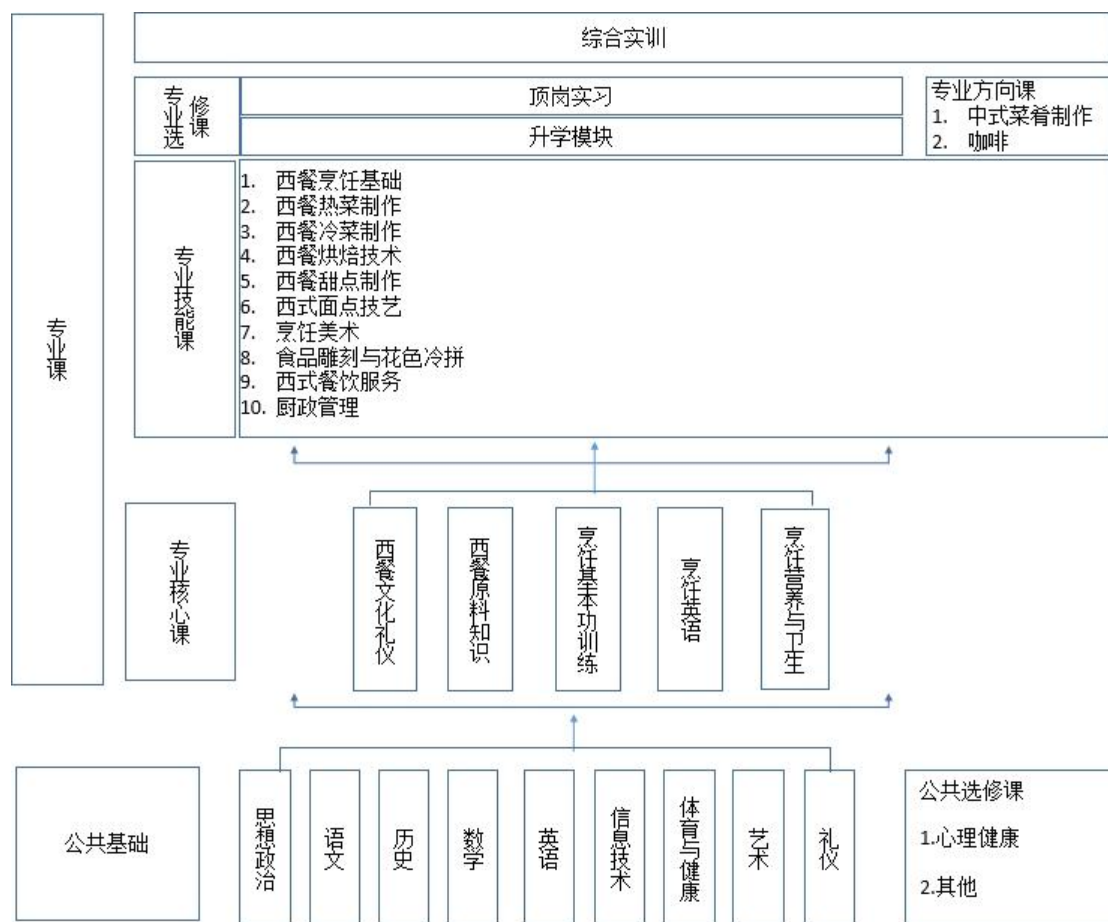 综合实训
专业课
专业选修课
顶岗实习
升学模块
专业方向课
1. 中式菜肴制作
2. 咖啡
专业技能课
1. 西餐烹饪基础
2. 西餐热菜制作
3. 西餐冷菜制作
4. 西餐烘焙技术
5. 西餐甜点制作
6. 西式面点技艺
7. 烹饪美术
8. 食品雕刻与花色冷拼
9. 西式餐饮服务
10. 厨政管理
专业核心课
西餐文化礼仪
西餐原料知识
烹饪基本功训练
烹饪英语
烹饪营养与卫生
公共基础
思想政治
语文
历史
数学
英语
信息技术
体育与健康
艺术
礼仪
公共选修课
1.心理健康
2.其他